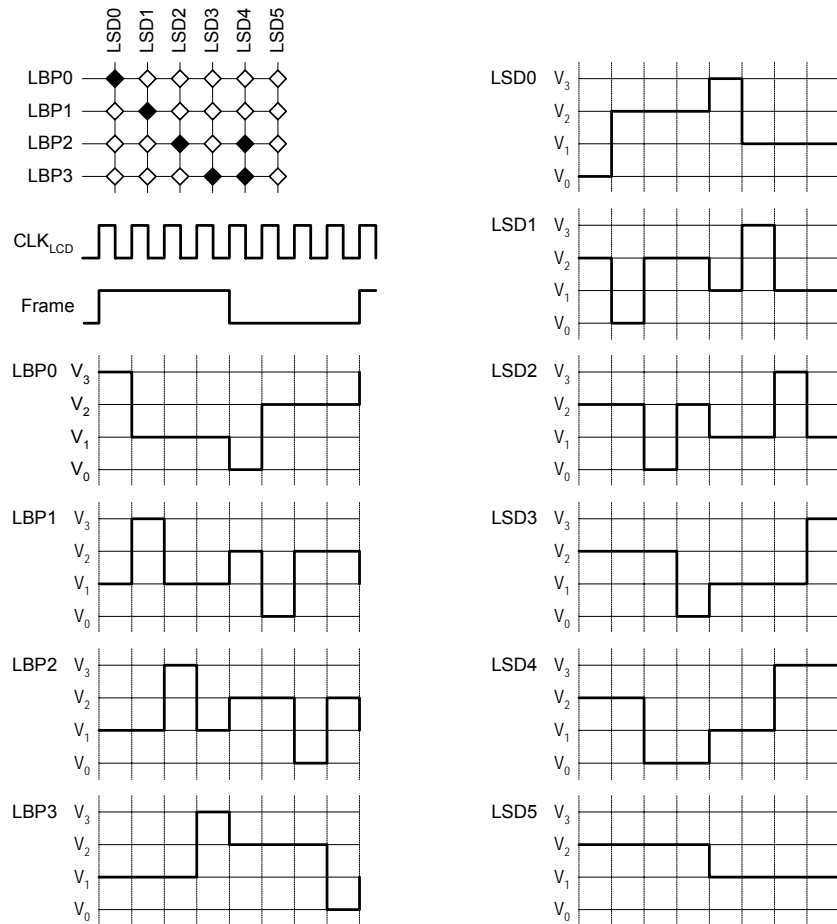 LSD0 LSD1 LSD2 LSD3 LSD4 LSD5
LBP0
LBP1
LBP2
LBP3
CLK_LCD
Frame
LBP0 V3
V2
V1
V0
LBP1 V3
V2
V1
V0
LBP2 V3
V2
V1
V0
LBP3 V3
V2
V1
V0
LSD0 V3
V2
V1
V0
LSD1 V3
V2
V1
V0
LSD2 V3
V2
V1
V0
LSD3 V3
V2
V1
V0
LSD4 V3
V2
V1
V0
LSD5 V3
V2
V1
V0